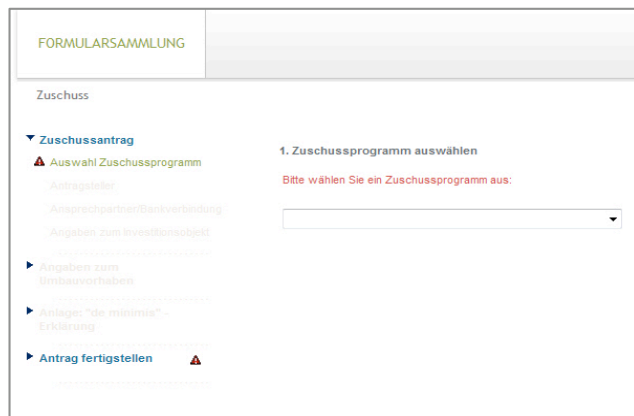 FORMULARSAMMLUNG
Zuschuss
Zuschussantrag
Auswahl Zuschussprogramm
Antragsteller
Ansprechpartner/Bankverbindung
Angaben zum Investitionsobjekt
Angaben zum
Umbauvorhaben
Anlage: "de minimis" -
Erklärung
Antrag fertigstellen
1. Zuschussprogramm auswählen
Bitte wählen Sie ein Zuschussprogramm aus: